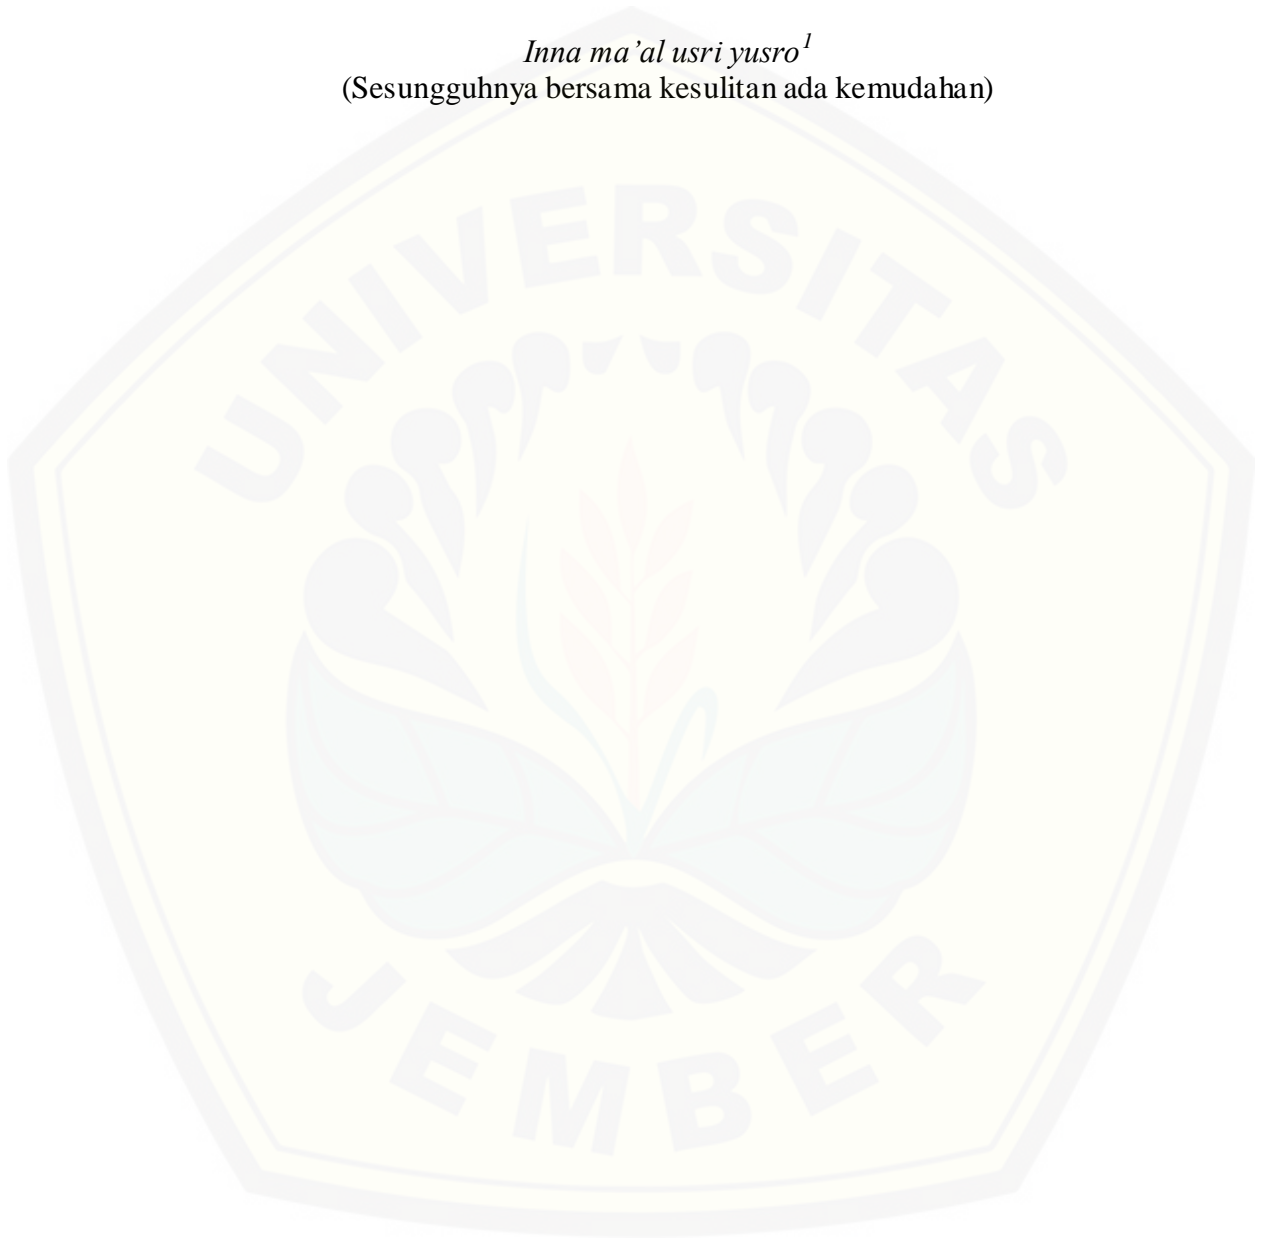 Inna ma’al usri yusro¹
(Sesungguhnya bersama kesulitan ada kemudahan)
UNIVERSITAS
JEMBER